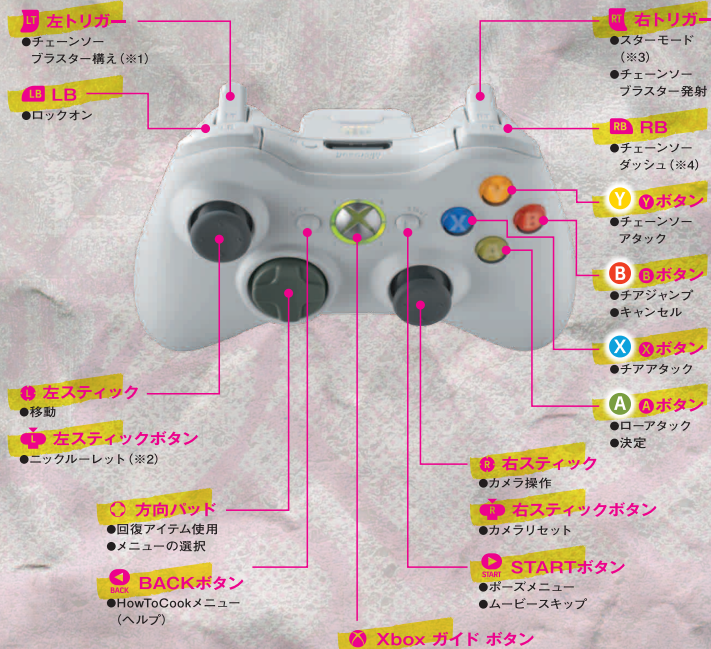 LT 左トリガー
●チェーンソー
ブラスター構え(※1)
LB LB
●ロックオン
RT 右トリガー
●スターモード
(※3)
●チェーンソー
ブラスター発射
RB RB
●チェーンソー
ダッシュ(※4)
Y Yボタン
●チェーンソー
アタック
B Bボタン
●チアジャンプ
●キャンセル
X Xボタン
●チアアタック
A Aボタン
●ローアタック
●決定
L 左スティック
●移動
L 左スティックボタン
●ニックルーレット(※2)
方向パッド
●回復アイテム使用
●メニューの選択
BACK BACKボタン
●HowToCookメニュー
(ヘルプ)
R 右スティック
●カメラ操作
R 右スティックボタン
●カメラリセット
START STARTボタン
●ポーズメニュー
●ムービースキップ
Xbox ガイド ボタン